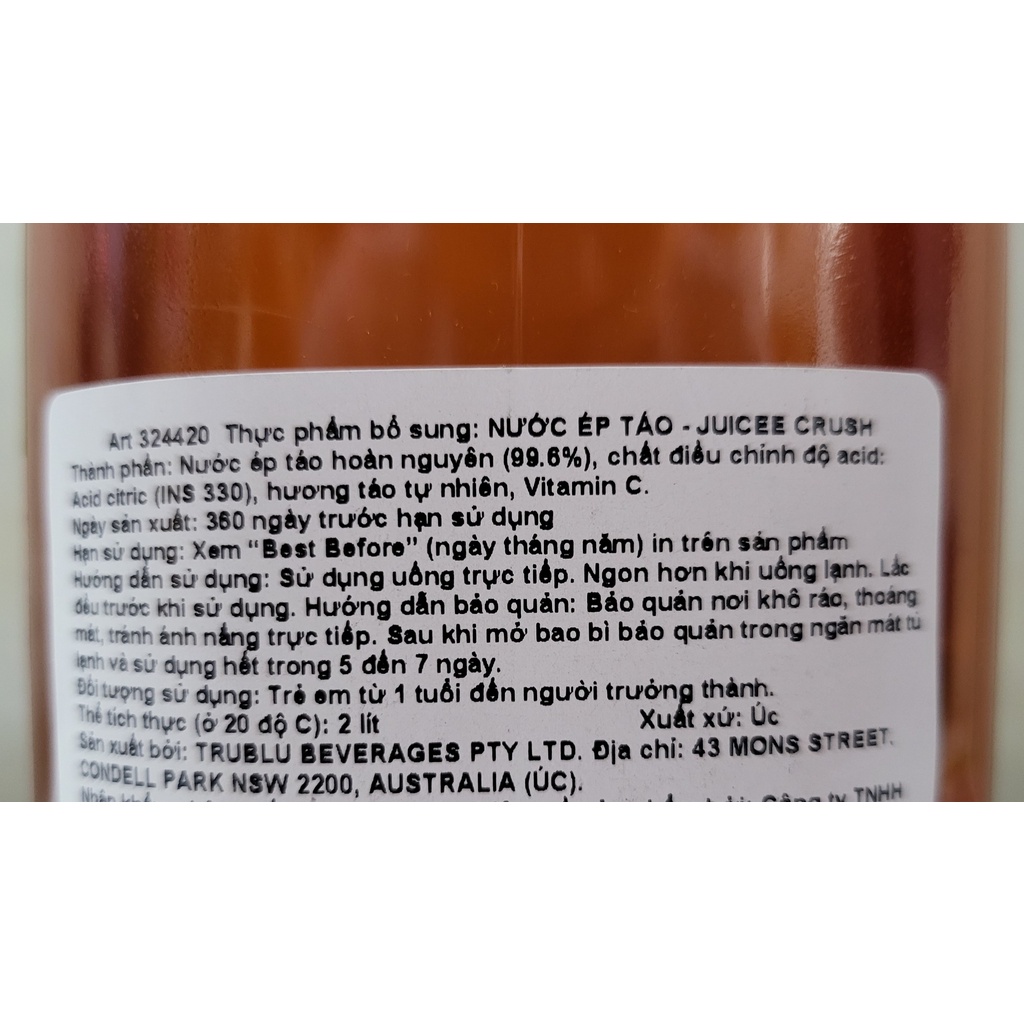 Art 324420 Thực phẩm bổ sung: NƯỚC ÉP TÁO - JUICEE CRUSH
Thành phần: Nước ép táo hoàn nguyên (99.6%), chất điều chỉnh độ acid:
Acid citric (INS 330), hương táo tự nhiên, Vitamin C.
Ngày sản xuất: 360 ngày trước hạn sử dụng
Hạn sử dụng: Xem "Best Before" (ngày tháng năm) in trên sản phẩm
Hướng dẫn sử dụng: Sử dụng uống trực tiếp. Ngon hơn khi uống lạnh. Lắc
đều trước khi sử dụng. Hướng dẫn bảo quản: Bảo quản nơi khô ráo, thoáng
mát, tránh ánh nắng trực tiếp. Sau khi mở bao bì bảo quản trong ngăn mát tủ
lạnh và sử dụng hết trong 5 đến 7 ngày.
Đối tượng sử dụng: Trẻ em từ 1 tuổi đến người trưởng thành.
Thể tích thực (ở 20 độ C): 2 lít Xuất xứ: Úc
Sản xuất bởi: TRUBLU BEVERAGES PTY LTD. Địa chỉ: 43 MONS STREET.
CONDELL PARK NSW 2200, AUSTRALIA (ÚC).
Công ty TNHH